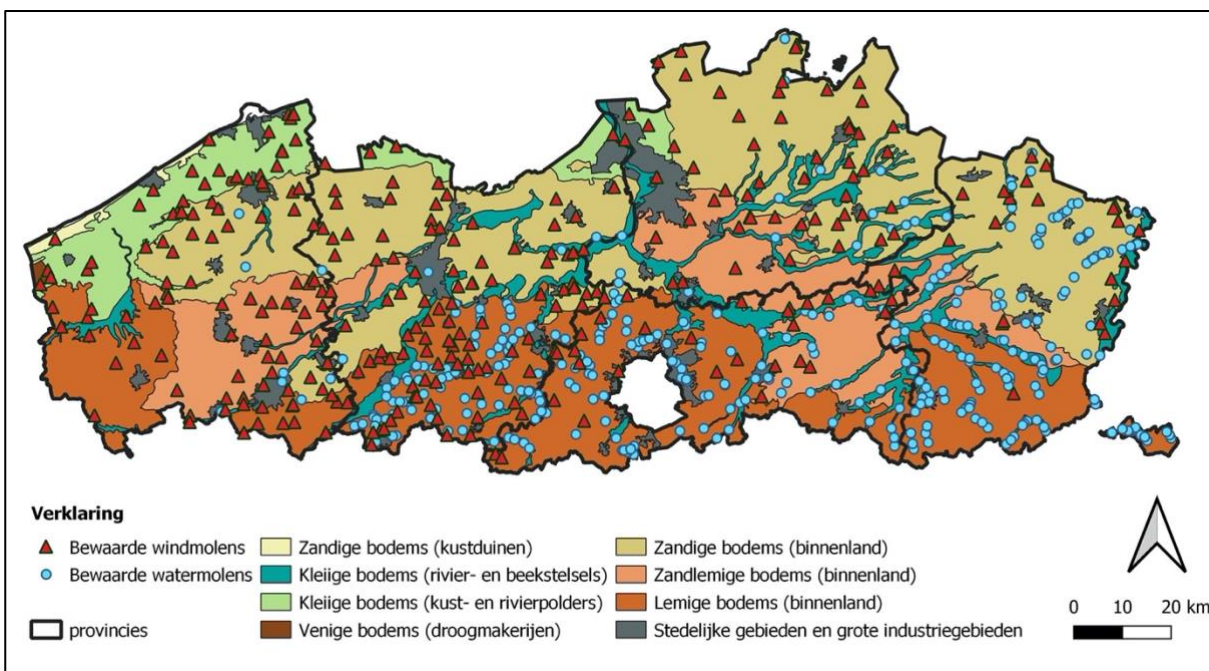 Verklaring
Bewaarde windmolens
Bewaarde watermolens
provincies
Zandige bodems (kustduinen)
Kleiige bodems (rivier- en beekstelsels)
Kleiige bodems (kust- en rivierpolders)
Venige bodems (droogmakerijen)
Zandige bodems (binnenland)
Zandlemige bodems (binnenland)
Lemige bodems (binnenland)
Stedelijke gebieden en grote industriegebieden
0 10 20 km